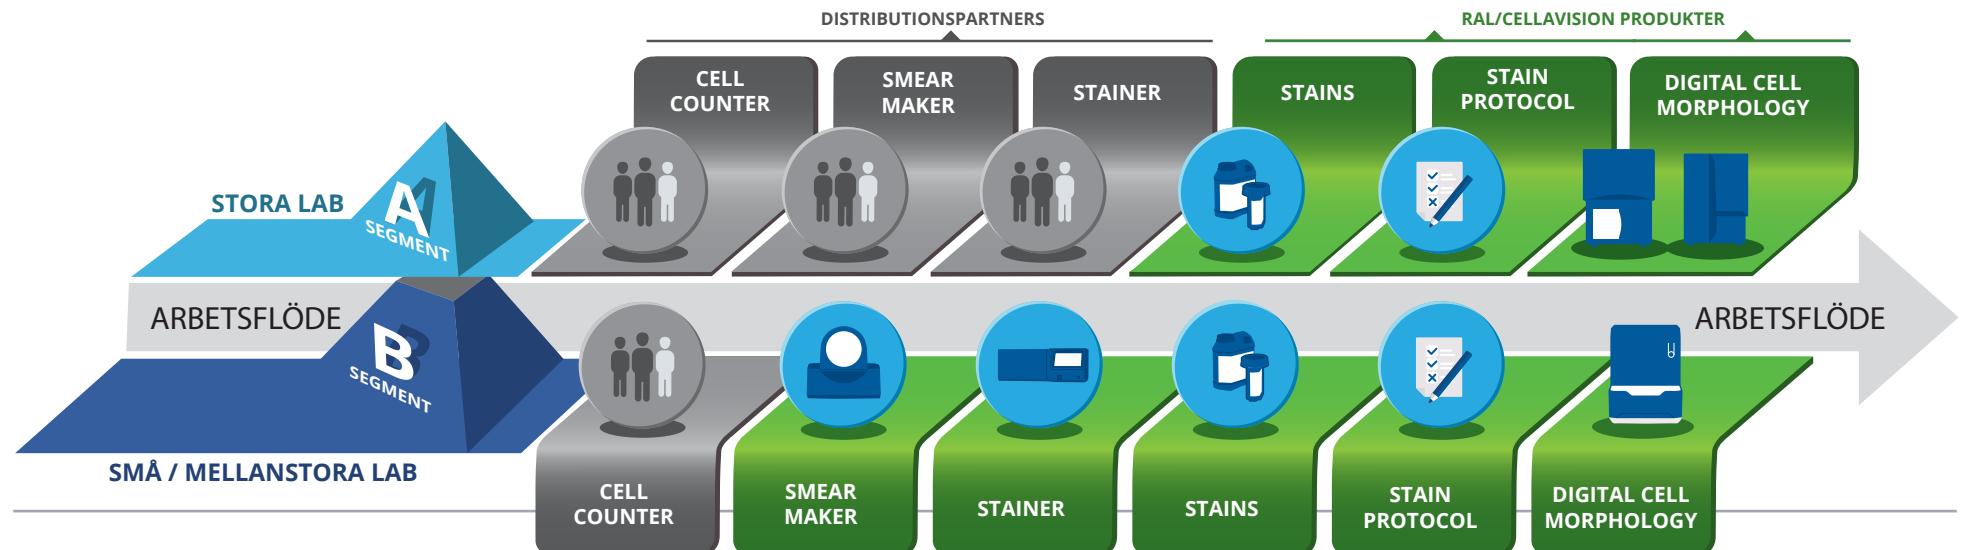 DISTRIBUTIONSPARTNERS
RAL/CELLAVISION PRODUKTER
CELL
COUNTER
SMEAR
MAKER
STAINER
STAINS
STAIN
PROTOCOL
DIGITAL CELL
MORPHOLOGY
STORA LAB
A
SEGMENT
ARBETSFLÖDE
ARBETSFLÖDE
B
SEGMENT
SMÅ / MELLANSTORA LAB
CELL
COUNTER
SMEAR
MAKER
STAINER
STAINS
STAIN
PROTOCOL
DIGITAL CELL
MORPHOLOGY